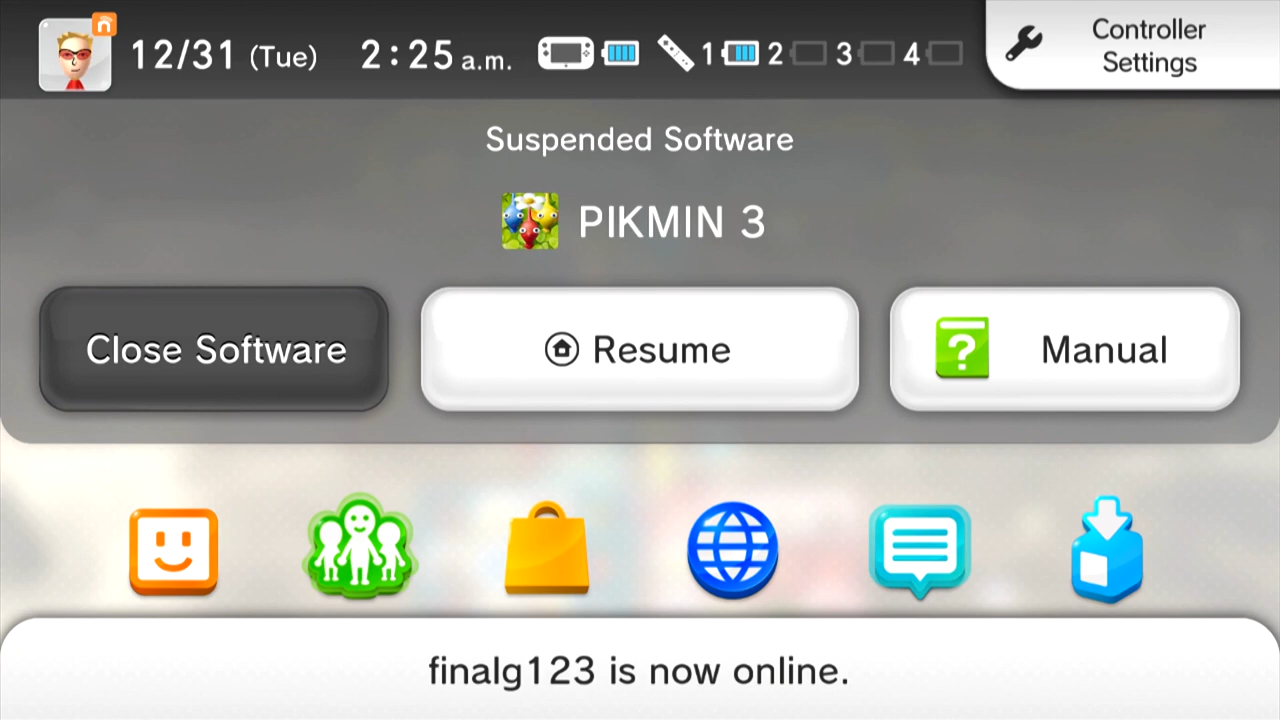 12/31 (Tue) 2:25 a.m. 1 2 3 4
Controller
Settings
Suspended Software
PIKMIN 3
Close Software
Resume
Manual
finalg123 is now online.